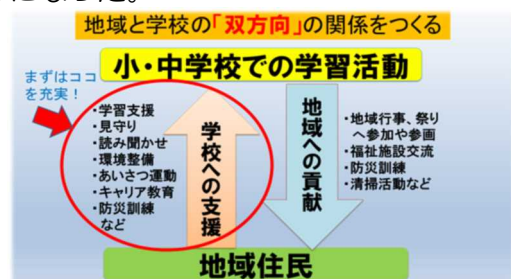 地域と学校の「双方向」の関係をつくる
小・中学校での学習活動
まずはココ
を充実！
・学習支援
・見守り
・読み聞かせ
・環境整備
・あいさつ運動
・キャリア教育
・防災訓練
など
学校への支援
地域への貢献
・地域行事、祭り
へ参加や参画
・福祉施設交流
・防災訓練
・清掃活動など
地域住民